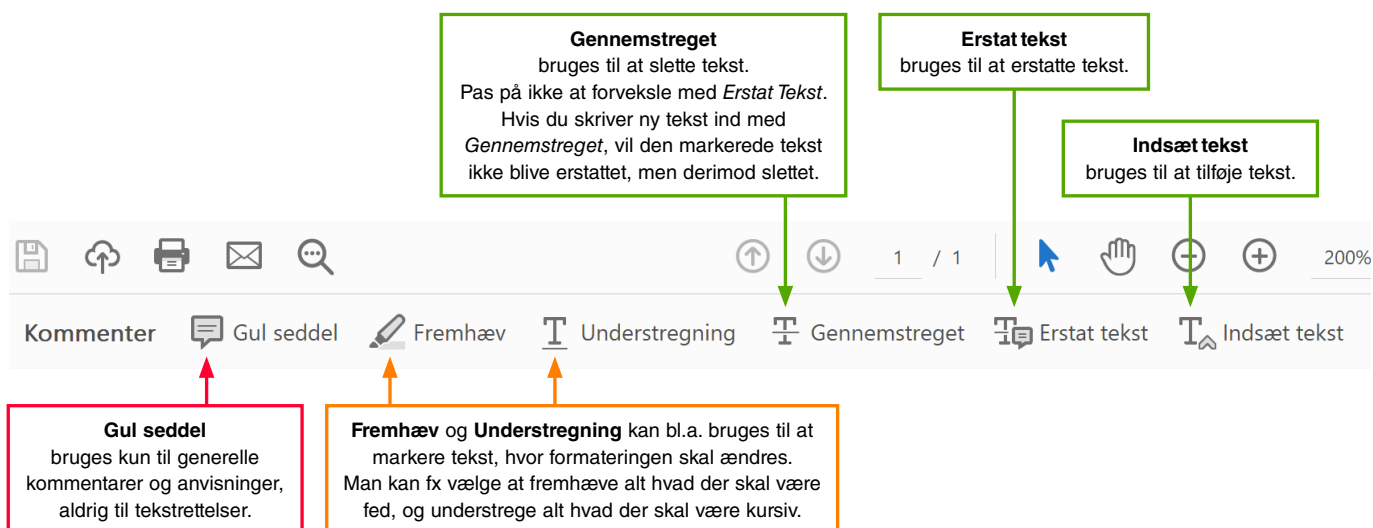 Gennemstreget
bruges til at slette tekst.
Pas på ikke at forveksle med Erstat Tekst.
Hvis du skriver ny tekst ind med
Gennemstreget, vil den markerede tekst
ikke blive erstattet, men derimod slettet.
Erstat tekst
bruges til at erstatte tekst.
Indsæt tekst
bruges til at tilføje tekst.
1 / 1
200%
Kommenter
Gul seddel
Fremhæv
Understregning
Gennemstreget
Erstat tekst
Indsæt tekst
Gul seddel
bruges kun til generelle
kommentarer og anvisninger,
aldrig til tekstrettelser.
Fremhæv og Understregning kan bl.a. bruges til at
markere tekst, hvor formateringen skal ændres.
Man kan fx vælge at fremhæve alt hvad der skal være
fed, og understrege alt hvad der skal være kursiv.